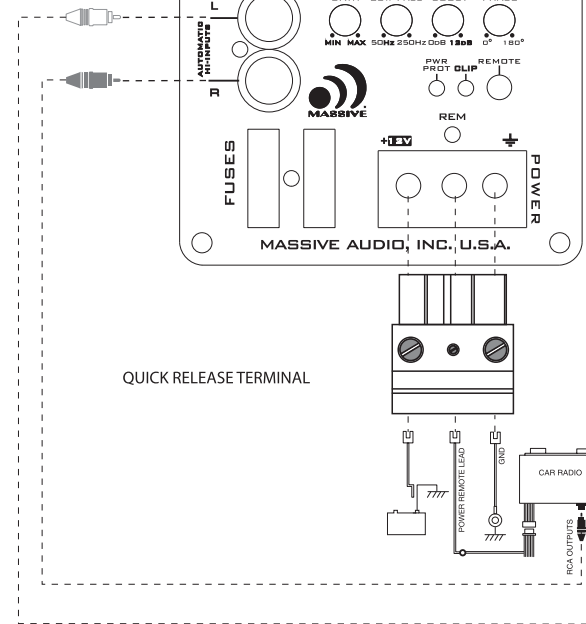 L
AUTOMATIC
HI-INPUTS
R
MIN MAX 50Hz 250Hz 0dB 12dB 0° 180°
PWR
PROT CLIP REMOTE
MASSIVE
REM
+12V
FUSES
POWER
MASSIVE AUDIO, INC. U.S.A.
QUICK RELEASE TERMINAL
POWER REMOTE LEAD
GND
CAR RADIO
RCA OUTPUTS